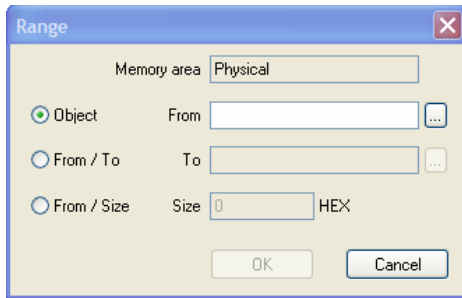 Range
Memory area Physical
Object From ...
From / To To ...
From / Size Size 0 HEX
OK Cancel